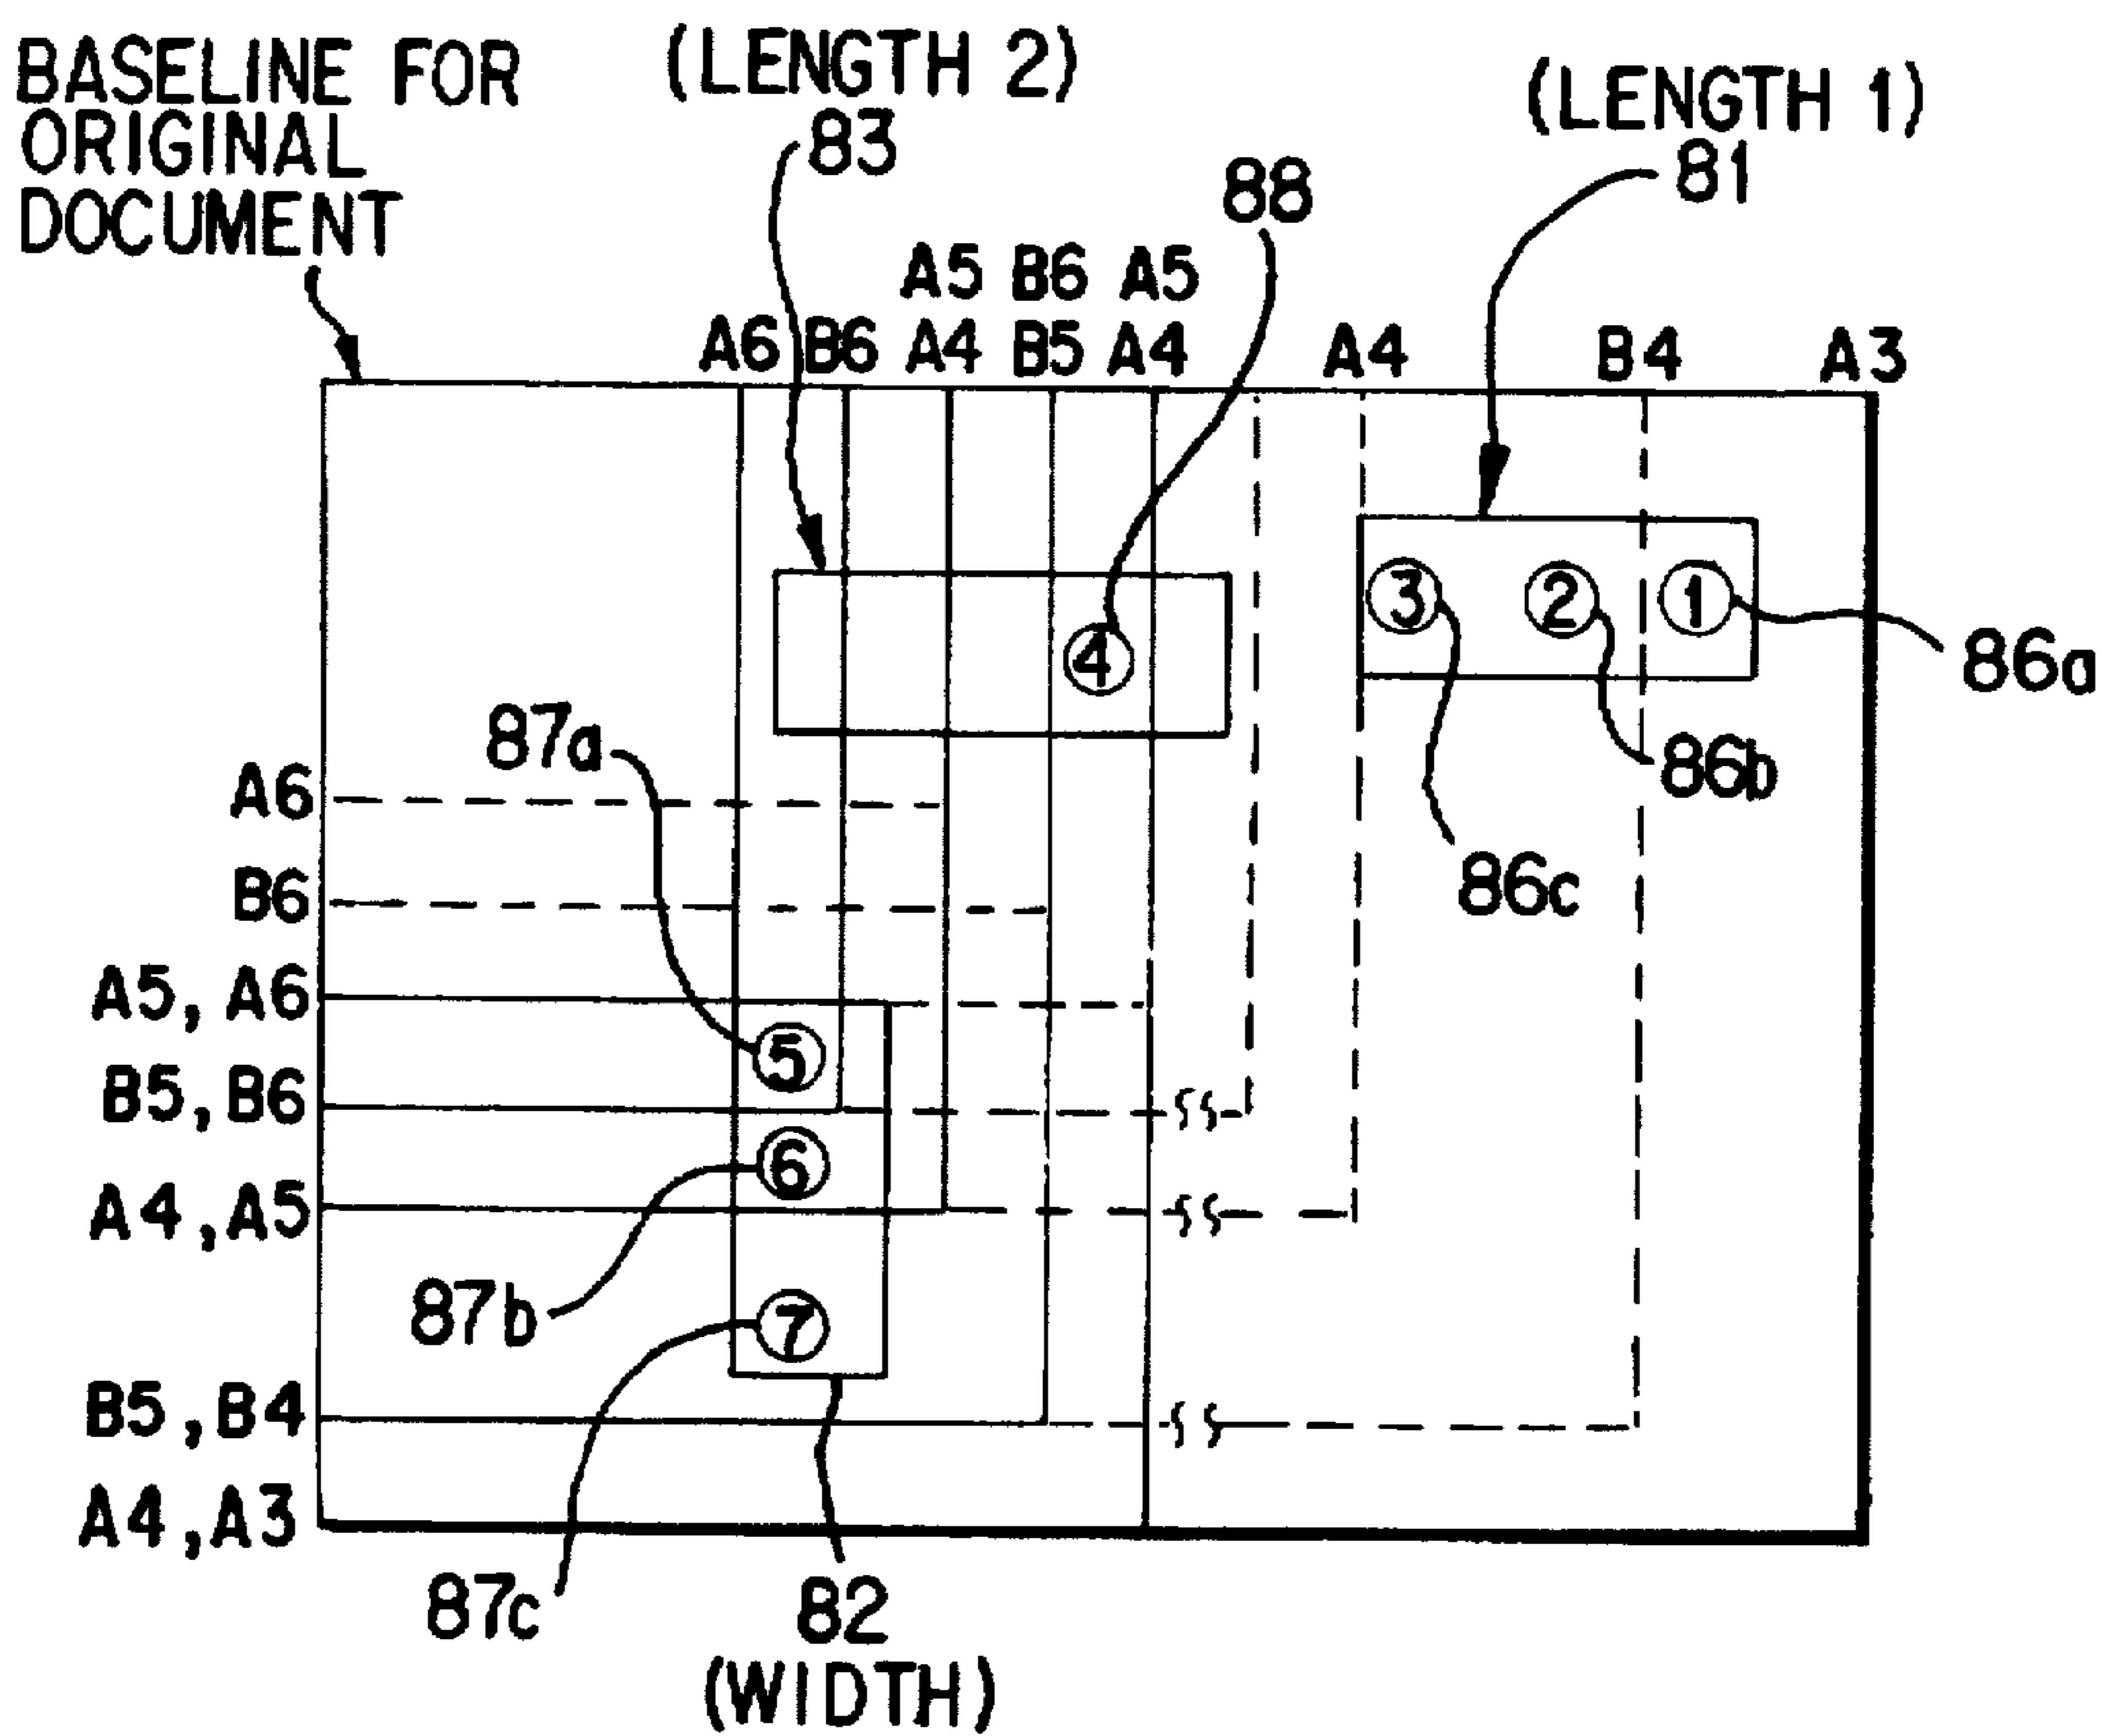 BASELINE FOR
ORIGINAL
DOCUMENT
(LENGTH 2)
83
(LENGTH 1)
81
88
A5 B6 A5
A6 B6 A4 B5 A4 A4 B4 A3
3 2 1
4
86a
86b
86c
87a
A6
B6
A5, A6
5
B5, B6
6
A4, A5
87b
7
B5, B4
A4, A3
87c
82
(WIDTH)